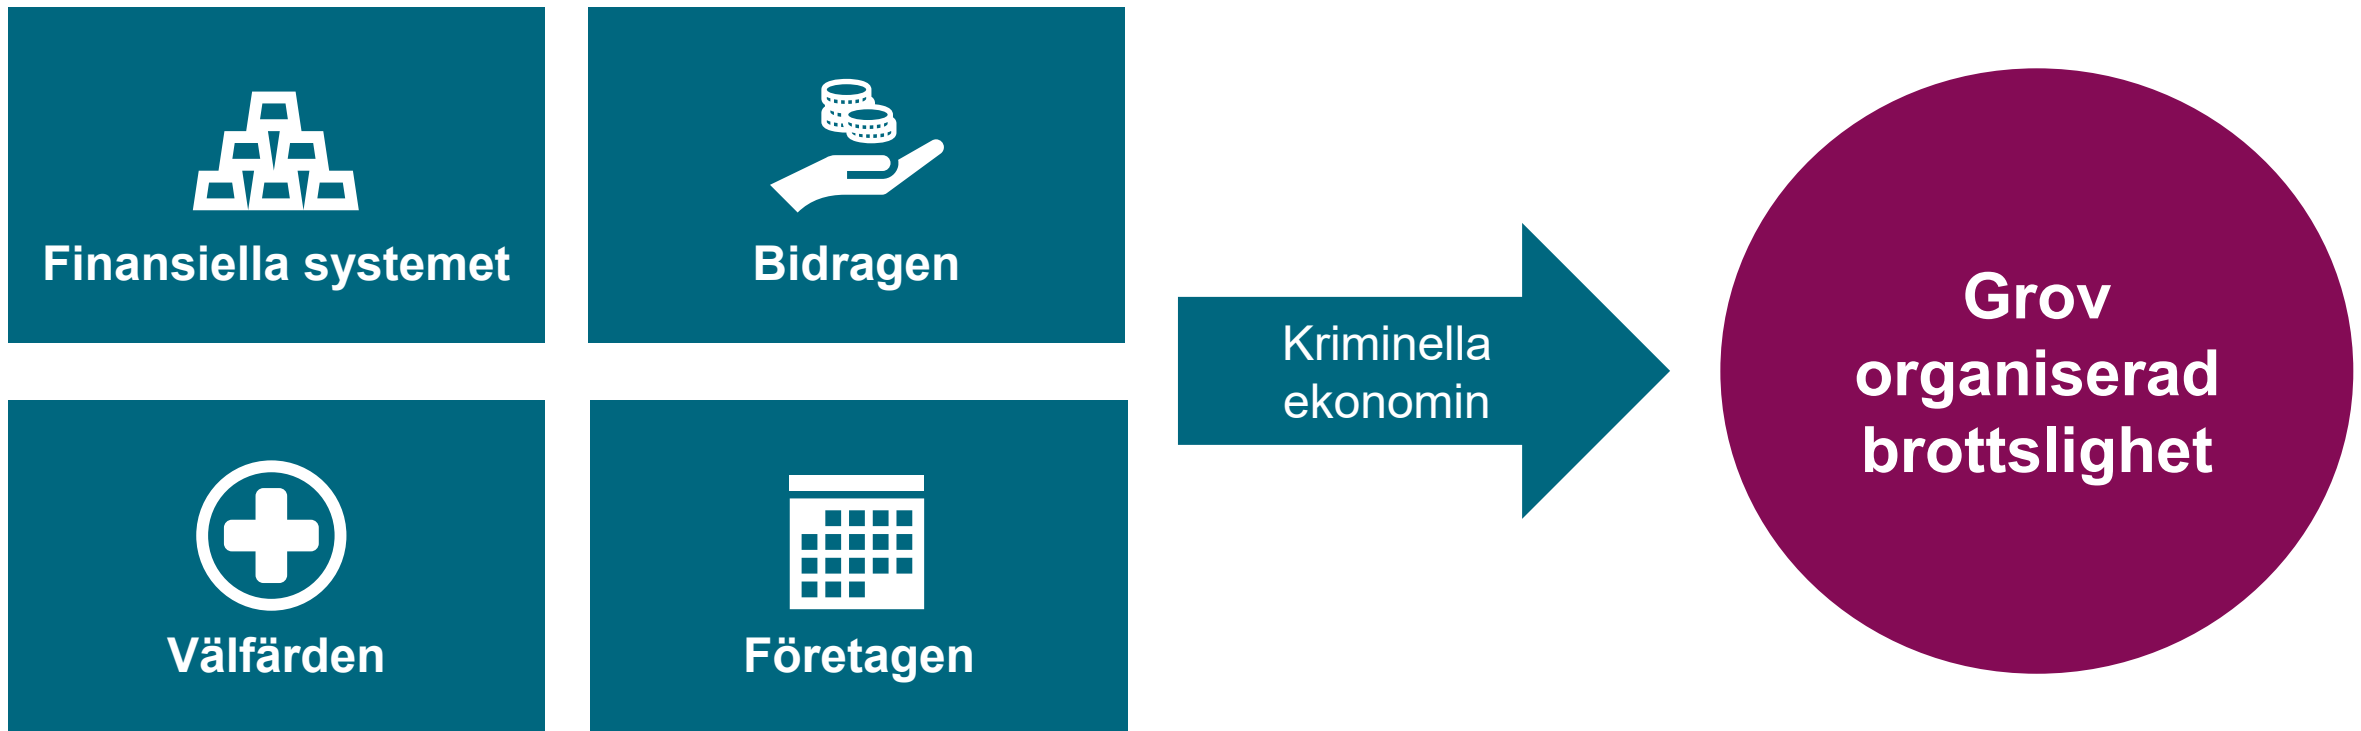 Finansiella systemet
Bidragen
Välfärden
Företagen
Kriminella
ekonomin
Grov
organiserad
brottslighet